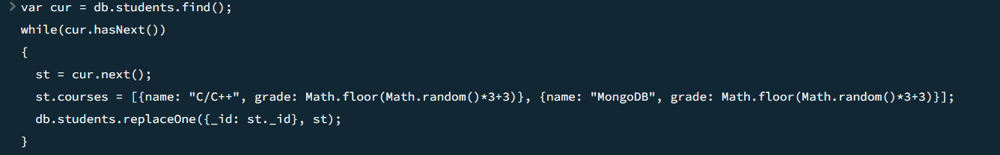 > var cur = db.students.find();
while(cur.hasNext())
{
st = cur.next();
st.courses = [{name: "C/C++", grade: Math.floor(Math.random()*3+3)}, {name: "MongoDB", grade: Math.floor(Math.random()*3+3)}];
db.students.replaceOne({_id: st._id}, st);
}